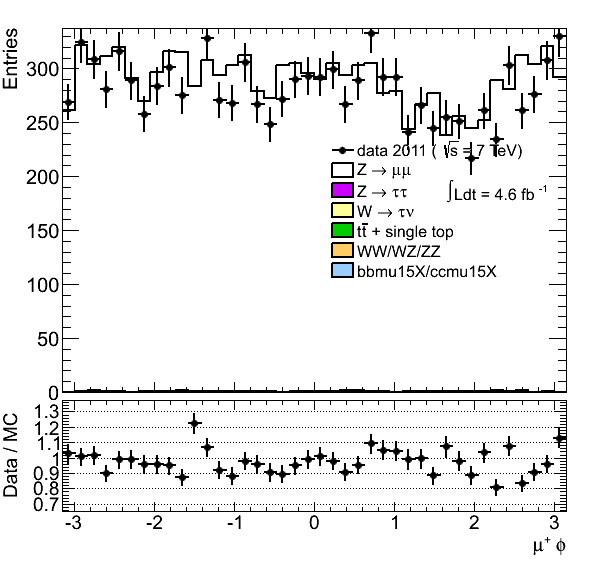 Entries
300
250
200
150
100
50
0
data 2011 ( √s = 7 TeV)
Z → μμ
Z → ττ
∫Ldt = 4.6 fb⁻¹
W → τν
tt̄ + single top
WW/WZ/ZZ
bbmu15X/ccmu15X
Data / MC
1.3
1.2
1.1
1
0.9
0.8
0.7
-3 -2 -1 0 1 2 3
μ⁺ ϕ